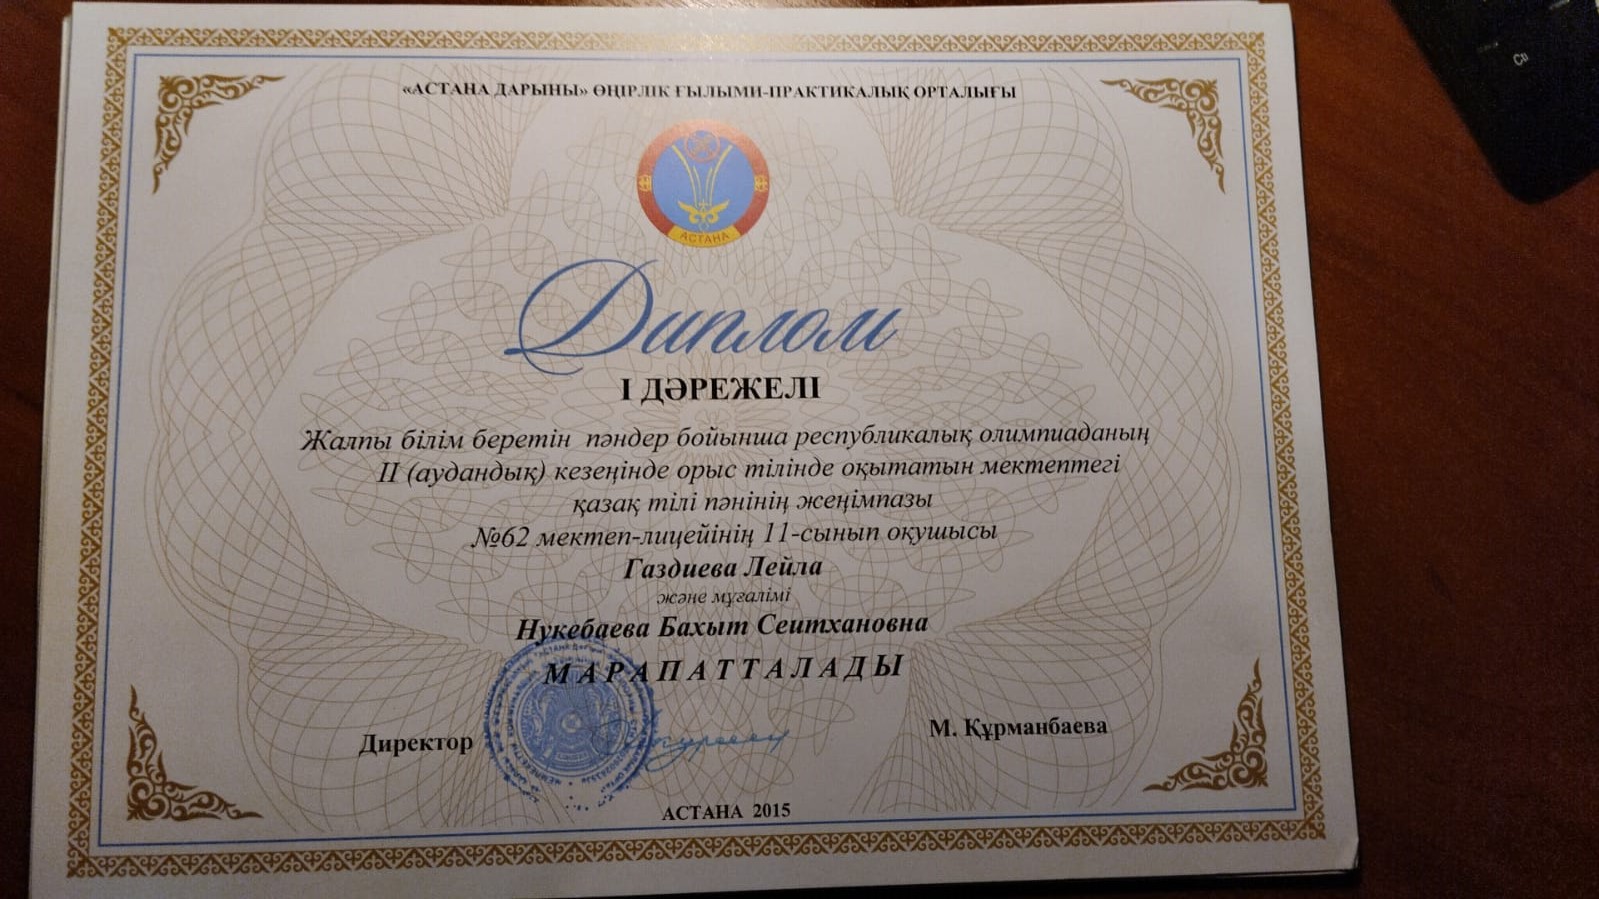 «АСТАНА ДАРЫНЫ» ӨҢІРЛІК ҒЫЛЫМИ-ПРАКТИКАЛЫҚ ОРТАЛЫҒЫ
АСТАНА
Диплом
І ДӘРЕЖЕЛІ
Жалпы білім беретін пәндер бойынша республикалық олимпиаданың
II (аудандық) кезеңінде орыс тілінде оқытатын мектептегі
қазақ тілі пәнінің жеңімпазы
№62 мектеп-лицейінің 11-сынып оқушысы
Газдиева Лейла
және мұғалімі
Нукебаева Бахыт Сеитхановна
МАРАПАТТАЛАДЫ
Директор
М. Құрманбаева
АСТАНА 2015